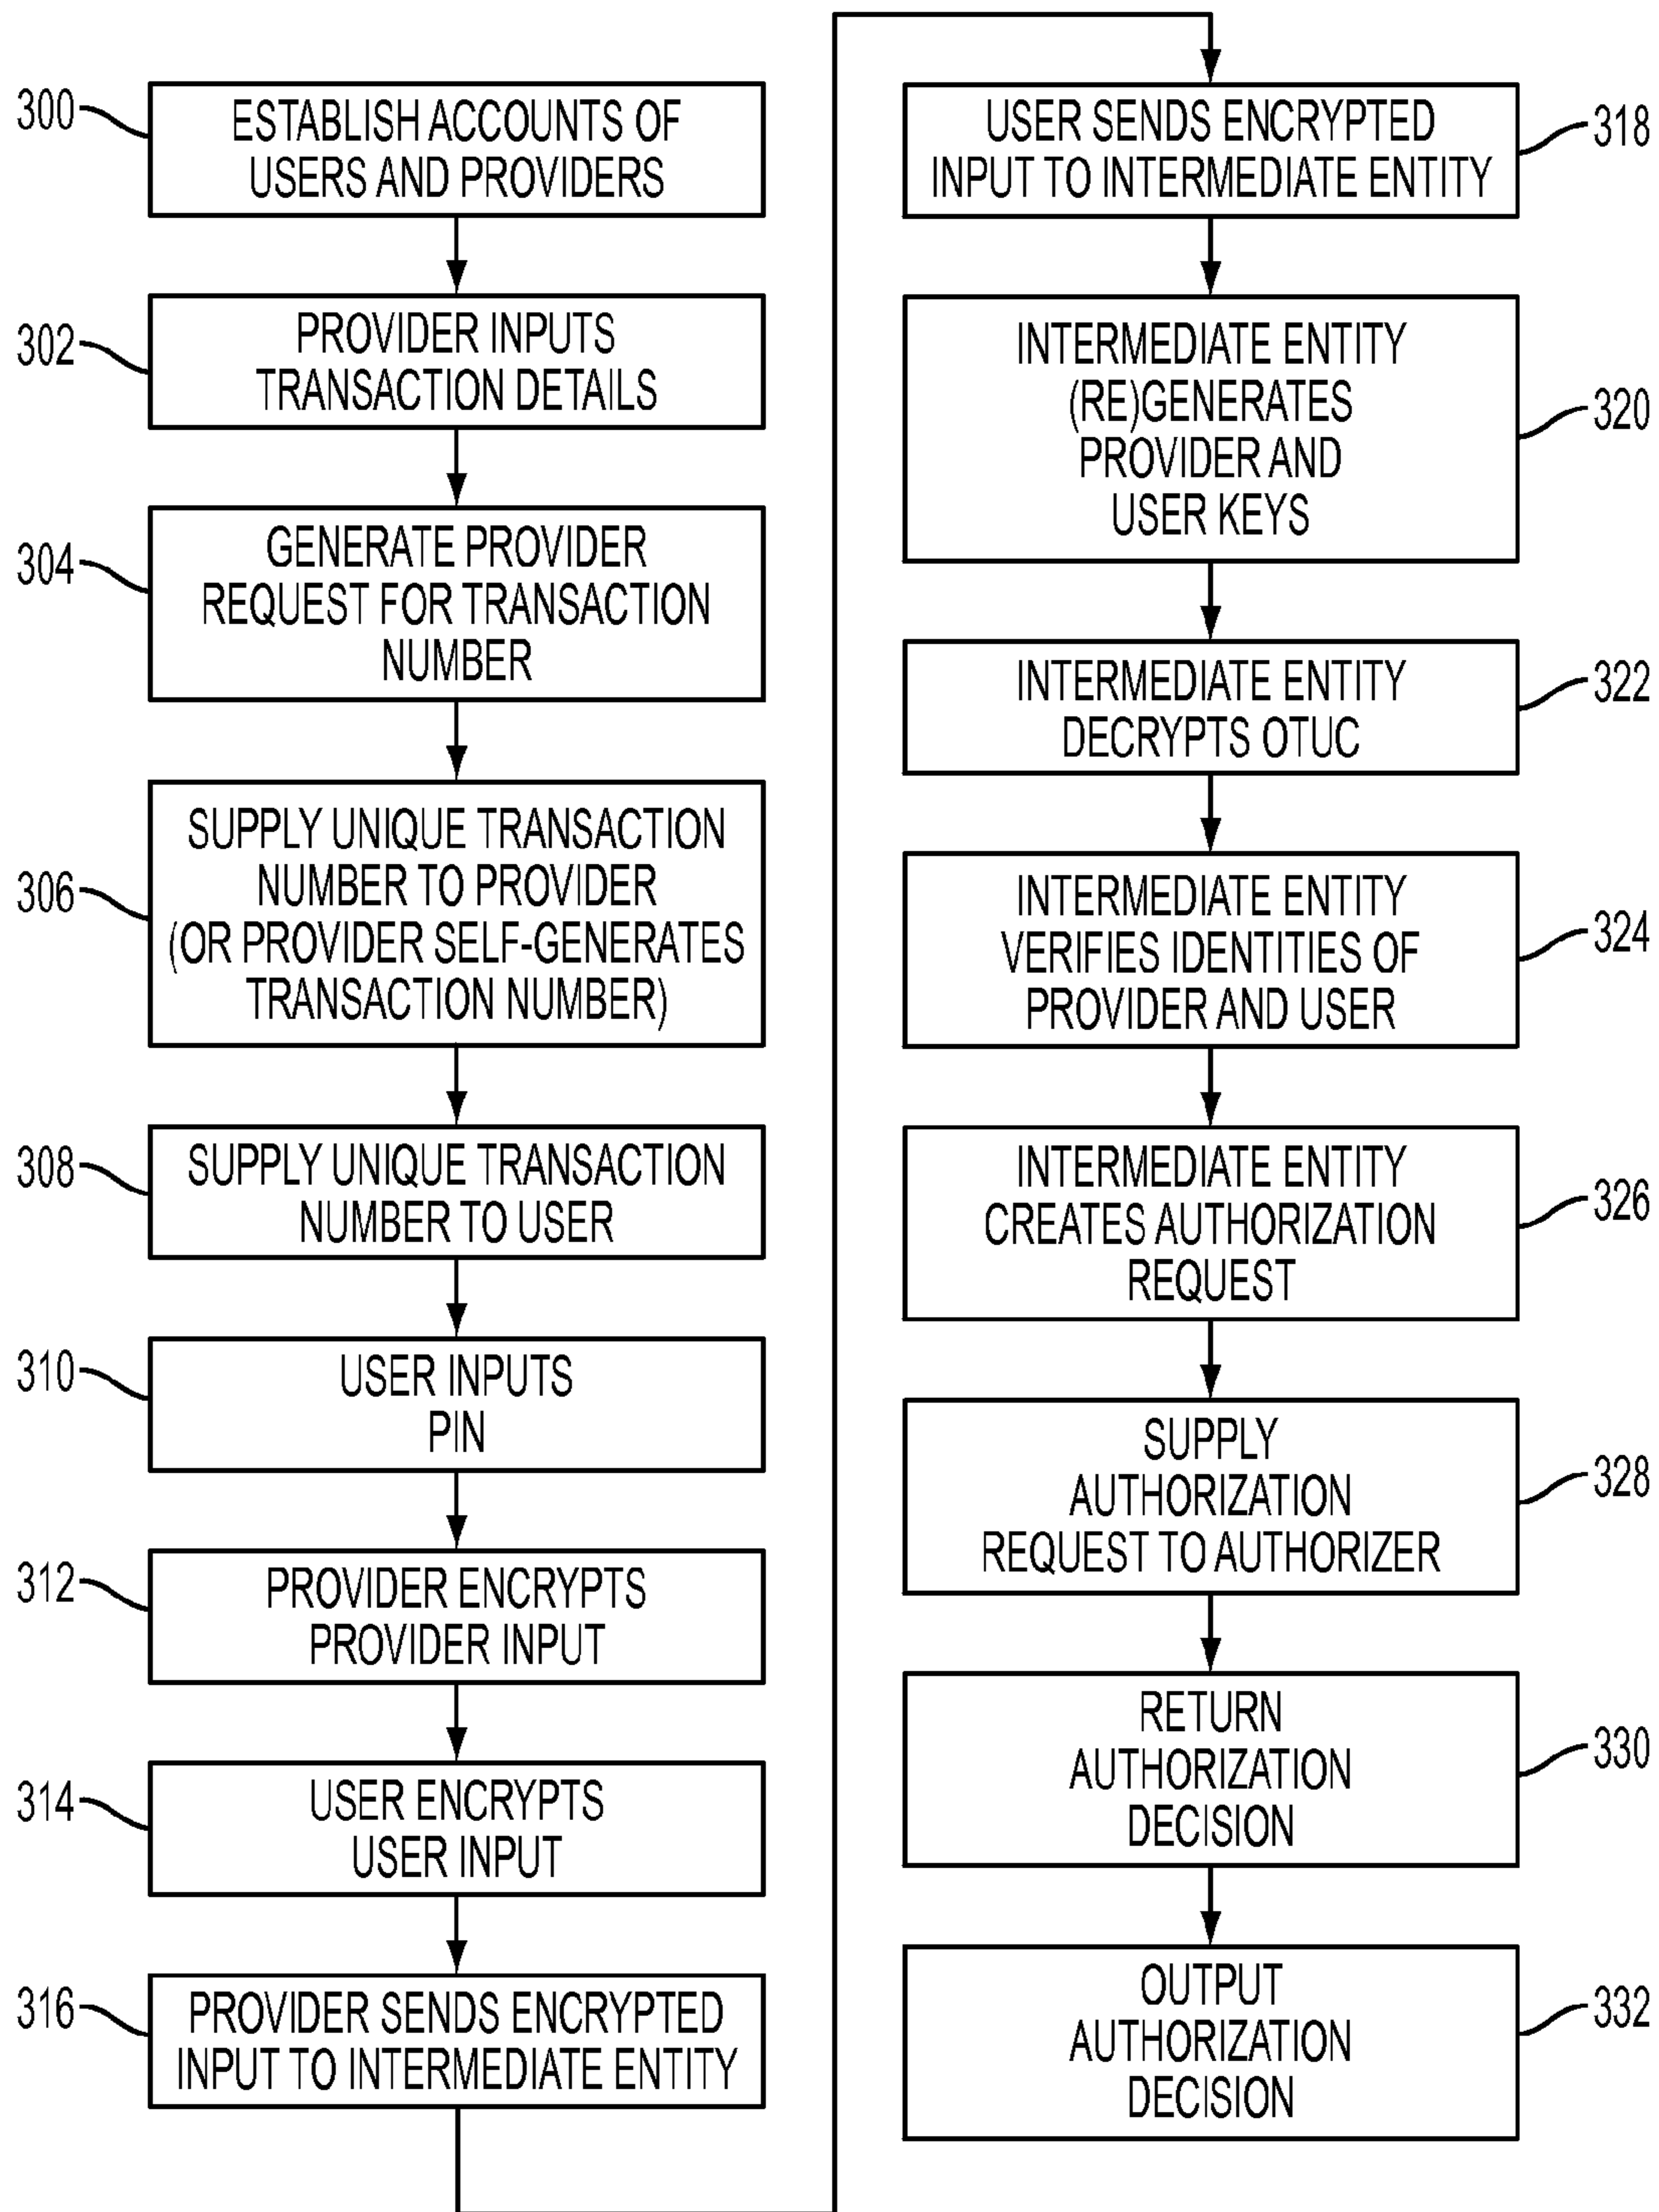 300
ESTABLISH ACCOUNTS OF
USERS AND PROVIDERS
302
PROVIDER INPUTS
TRANSACTION DETAILS
304
GENERATE PROVIDER
REQUEST FOR TRANSACTION
NUMBER
306
SUPPLY UNIQUE TRANSACTION
NUMBER TO PROVIDER
(OR PROVIDER SELF-GENERATES
TRANSACTION NUMBER)
308
SUPPLY UNIQUE TRANSACTION
NUMBER TO USER
310
USER INPUTS
PIN
312
PROVIDER ENCRYPTS
PROVIDER INPUT
314
USER ENCRYPTS
USER INPUT
316
PROVIDER SENDS ENCRYPTED
INPUT TO INTERMEDIATE ENTITY
318
USER SENDS ENCRYPTED
INPUT TO INTERMEDIATE ENTITY
320
INTERMEDIATE ENTITY
(RE)GENERATES
PROVIDER AND
USER KEYS
322
INTERMEDIATE ENTITY
DECRYPTS OTUC
324
INTERMEDIATE ENTITY
VERIFIES IDENTITIES OF
PROVIDER AND USER
326
INTERMEDIATE ENTITY
CREATES AUTHORIZATION
REQUEST
328
SUPPLY
AUTHORIZATION
REQUEST TO AUTHORIZER
330
RETURN
AUTHORIZATION
DECISION
332
OUTPUT
AUTHORIZATION
DECISION